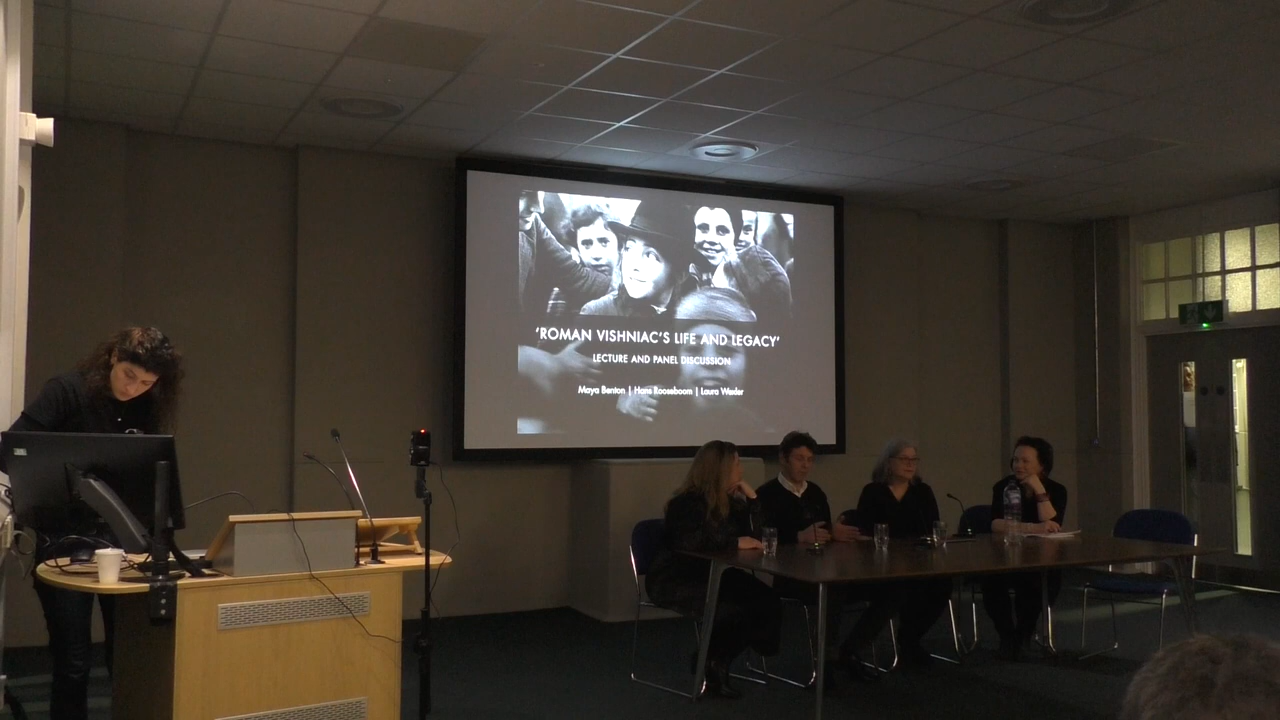 'ROMAN VISHNIAC'S LIFE AND LEGACY'
LECTURE AND PANEL DISCUSSION
Maya Benton | Hans Rooseboom | Laura Wexler